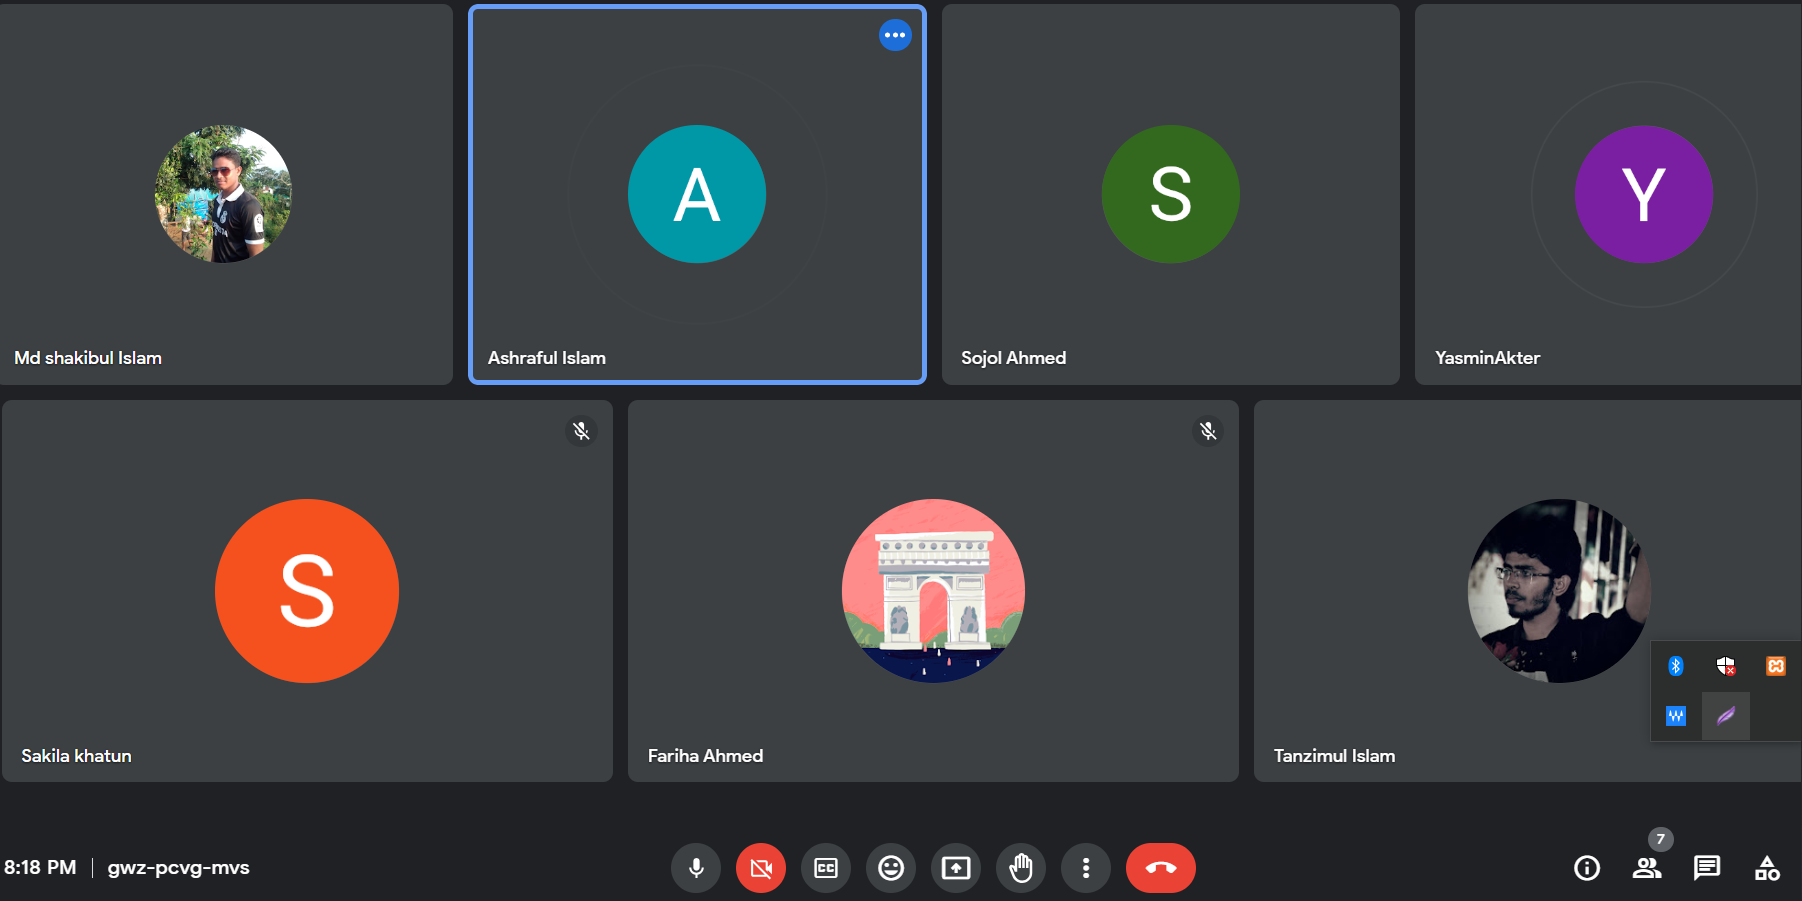 A
S
Y
Md shakibul Islam
Ashraful Islam
Sojol Ahmed
YasminAkter
S
Sakila khatun
Fariha Ahmed
Tanzimul Islam
7
8:18 PM | gwz-pcvg-mvs
CC